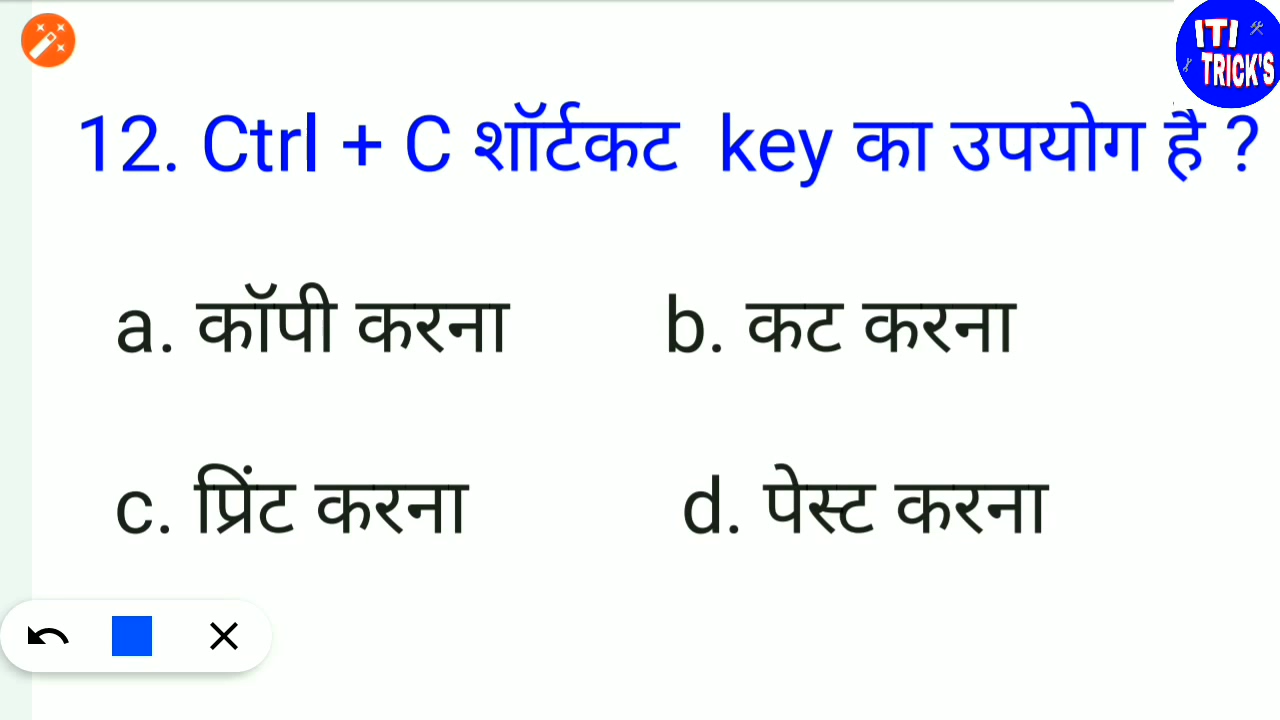 ITI
TRICK'S
12. Ctrl + C शॉर्टकट key का उपयोग है ?
a. कॉपी करना b. कट करना
c. प्रिंट करना d. पेस्ट करना